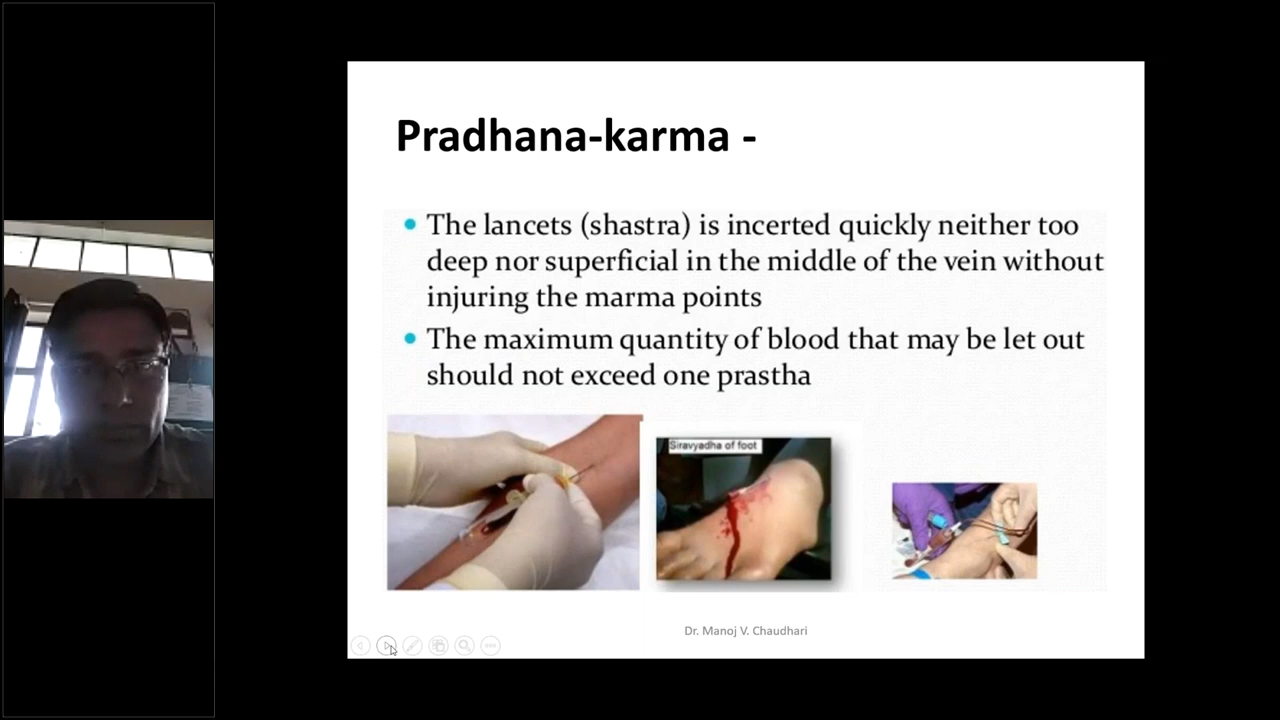 Pradhana-karma -
• The lancets (shastra) is incerted quickly neither too
deep nor superficial in the middle of the vein without
injuring the marma points
• The maximum quantity of blood that may be let out
should not exceed one prastha
Siravyadha of foot
Dr. Manoj V. Chaudhari